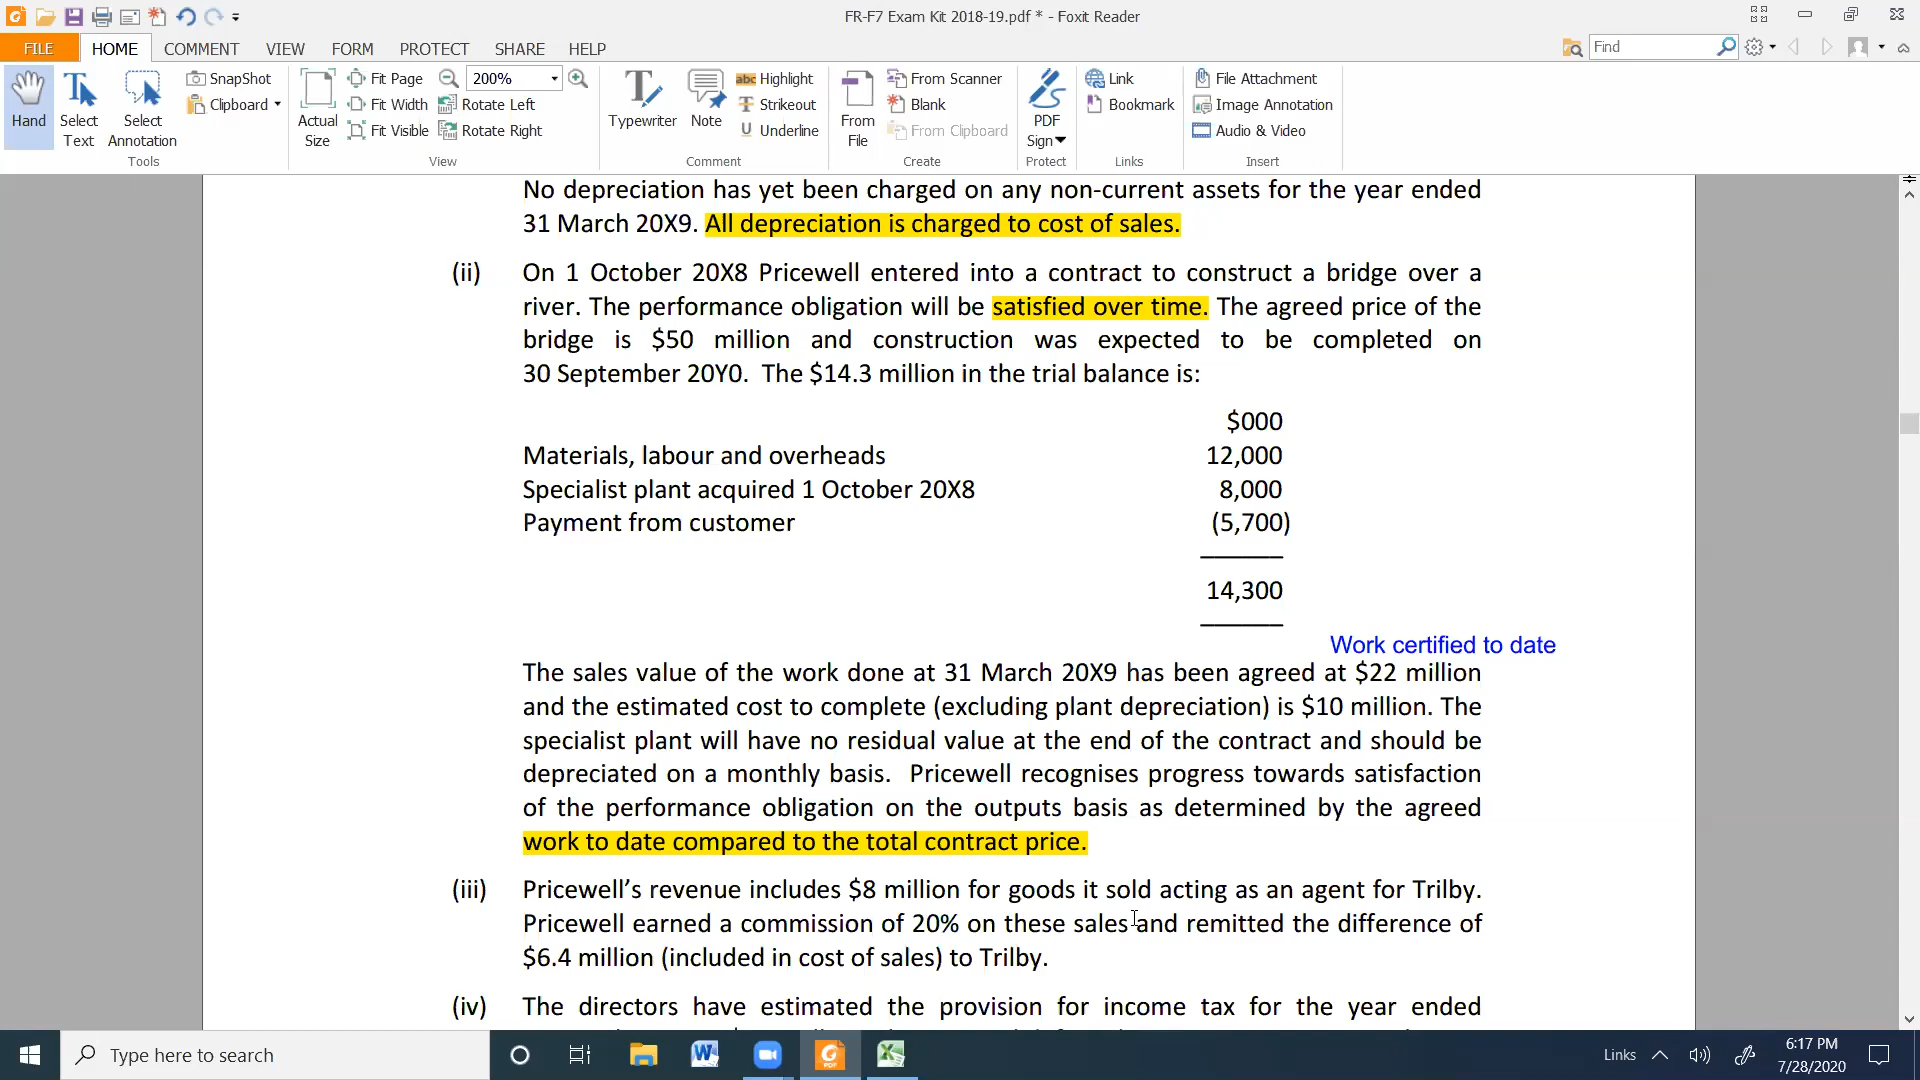 FR-F7 Exam Kit 2018-19.pdf * - Foxit Reader
FILE HOME COMMENT VIEW FORM PROTECT SHARE HELP Find
Hand
Select Text
Select Annotation
SnapShot
Clipboard
Tools
Actual Size
Fit Page
Fit Width
Fit Visible
200%
Rotate Left
Rotate Right
View
Typewriter
Note
abc Highlight
Strikeout
Underline
Comment
From File
From Scanner
Blank
From Clipboard
Create
PDF Sign
Protect
Link
Bookmark
Links
File Attachment
Image Annotation
Audio & Video
Insert
No depreciation has yet been charged on any non-current assets for the year ended
31 March 20X9. All depreciation is charged to cost of sales.
(ii) On 1 October 20X8 Pricewell entered into a contract to construct a bridge over a
river. The performance obligation will be satisfied over time. The agreed price of the
bridge is $50 million and construction was expected to be completed on
30 September 20Y0. The $14.3 million in the trial balance is:
$000
Materials, labour and overheads 12,000
Specialist plant acquired 1 October 20X8 8,000
Payment from customer (5,700)
14,300
Work certified to date
The sales value of the work done at 31 March 20X9 has been agreed at $22 million
and the estimated cost to complete (excluding plant depreciation) is $10 million. The
specialist plant will have no residual value at the end of the contract and should be
depreciated on a monthly basis. Pricewell recognises progress towards satisfaction
of the performance obligation on the outputs basis as determined by the agreed
work to date compared to the total contract price.
(iii) Pricewell’s revenue includes $8 million for goods it sold acting as an agent for Trilby.
Pricewell earned a commission of 20% on these sales and remitted the difference of
$6.4 million (included in cost of sales) to Trilby.
(iv) The directors have estimated the provision for income tax for the year ended
Type here to search
Links
6:17 PM
7/28/2020